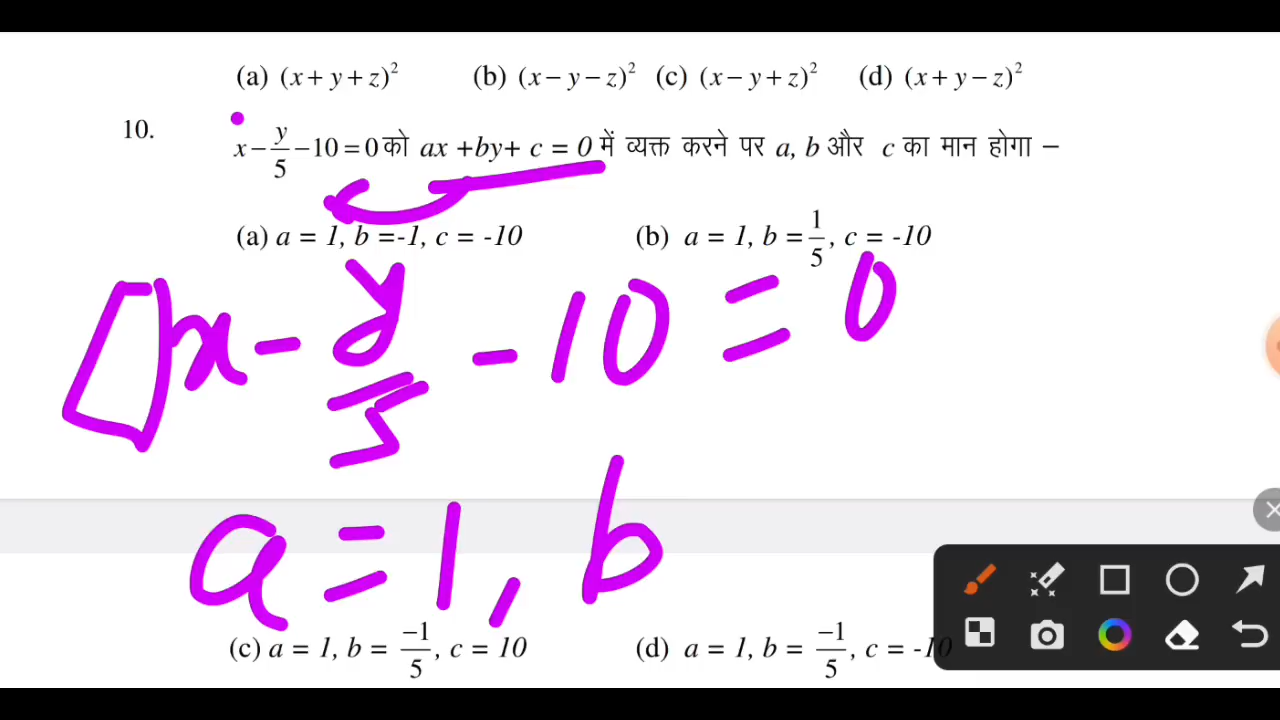 (a) (x + y + z)² (b) (x − y − z)² (c) (x − y + z)² (d) (x + y − z)²
10. x − y/5 − 10 = 0 को ax +by+ c = 0 में व्यक्त करने पर a, b और c का मान होगा –
(a) a = 1, b =-1, c = -10 (b) a = 1, b = 1/5, c = -10
x − y/5 − 10 = 0
a = 1, b
(c) a = 1, b = −1/5, c = 10 (d) a = 1, b = −1/5, c = -10